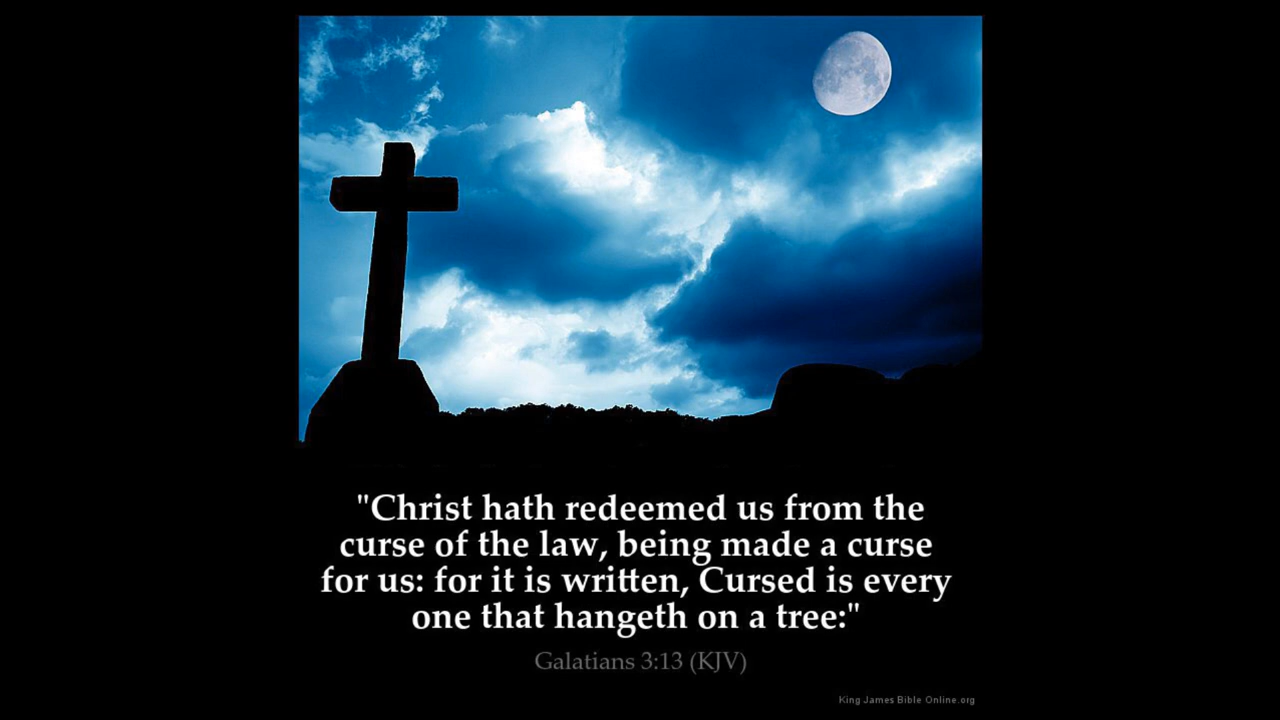 "Christ hath redeemed us from the
curse of the law, being made a curse
for us: for it is written, Cursed is every
one that hangeth on a tree:"
Galatians 3:13 (KJV)
King James Bible Online.org